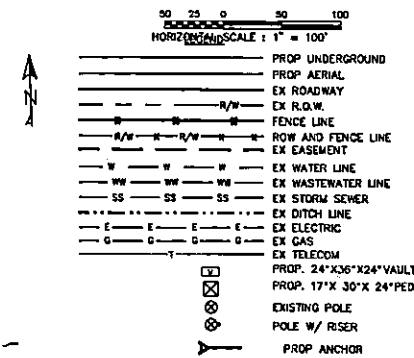 50 25 0 50 100
HORIZONTAL SCALE : 1" = 100'
LEGEND
N
PROP UNDERGROUND
PROP AERIAL
EX ROADWAY
R/W EX R.O.W.
X X X FENCE LINE
R/W X R/W X X ROW AND FENCE LINE
EX EASEMENT
W W W EX WATER LINE
WW WW WW EX WASTEWATER LINE
SS SS SS EX STORM SEWER
EX DITCH LINE
E E E E EX ELECTRIC
G G G G EX GAS
T EX TELECOM
V PROP. 24"X36"X24"VAULT
PROP. 17"X 30"X 24"PED
EXISTING POLE
POLE W/ RISER
PROP ANCHOR